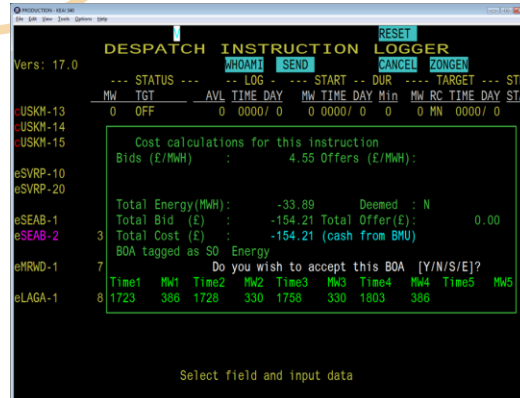 PRODUCTION - KEA! 340
File Edit View Tools Options Help
V RESET
DESPATCH INSTRUCTION LOGGER
Vers: 17.0 WHOAMI SEND CANCEL ZONGEN
--- STATUS --- -- LOG - --- START -- DUR ---- TARGET --- ST
MW TGT AVL TIME DAY MW TIME DAY Min MW RC TIME DAY STA
cUSKM-13 0 OFF 0 0000/ 0 0 0000/ 0 0 0 MN 0000/ 0
cUSKM-14
cUSKM-15 Cost calculations for this instruction
Bids (£/MWH) : 4.55 Offers (£/MWH):
eSVRP-10
eSVRP-20
Total Energy(MWH): -33.89 Deemed : N
eSEAB-1 Total Bid (£) : -154.21 Total Offer(£): 0.00
eSEAB-2 3 Total Cost (£) : -154.21 (cash from BMU)
BOA tagged as SO Energy
eMRWD-1 7 Do you wish to accept this BOA [Y/N/S/E]?
Time1 MW1 Time2 MW2 Time3 MW3 Time4 MW4 Time5 MW5
eLAGA-1 8 1723 386 1728 330 1758 330 1803 386
Select field and input data